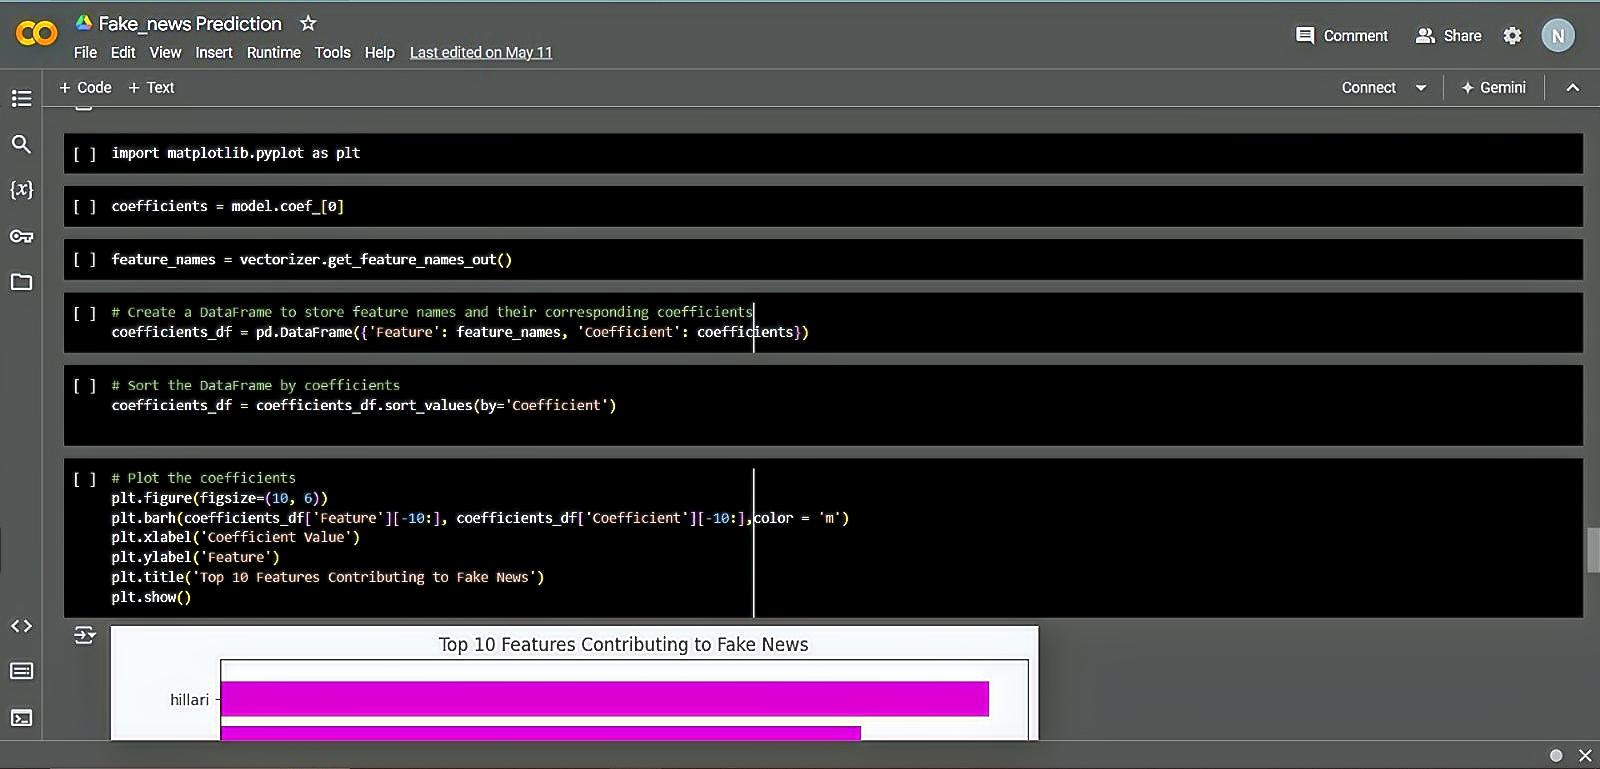 Fake_news Prediction
File Edit View Insert Runtime Tools Help Last edited on May 11
Comment Share N
+ Code + Text
Connect Gemini
{x}
[ ] import matplotlib.pyplot as plt
[ ] coefficients = model.coef_[0]
[ ] feature_names = vectorizer.get_feature_names_out()
[ ] # Create a DataFrame to store feature names and their corresponding coefficients
coefficients_df = pd.DataFrame({'Feature': feature_names, 'Coefficient': coefficients})
[ ] # Sort the DataFrame by coefficients
coefficients_df = coefficients_df.sort_values(by='Coefficient')
[ ] # Plot the coefficients
plt.figure(figsize=(10, 6))
plt.barh(coefficients_df['Feature'][-10:], coefficients_df['Coefficient'][-10:],color = 'm')
plt.xlabel('Coefficient Value')
plt.ylabel('Feature')
plt.title('Top 10 Features Contributing to Fake News')
plt.show()
Top 10 Features Contributing to Fake News
hillari